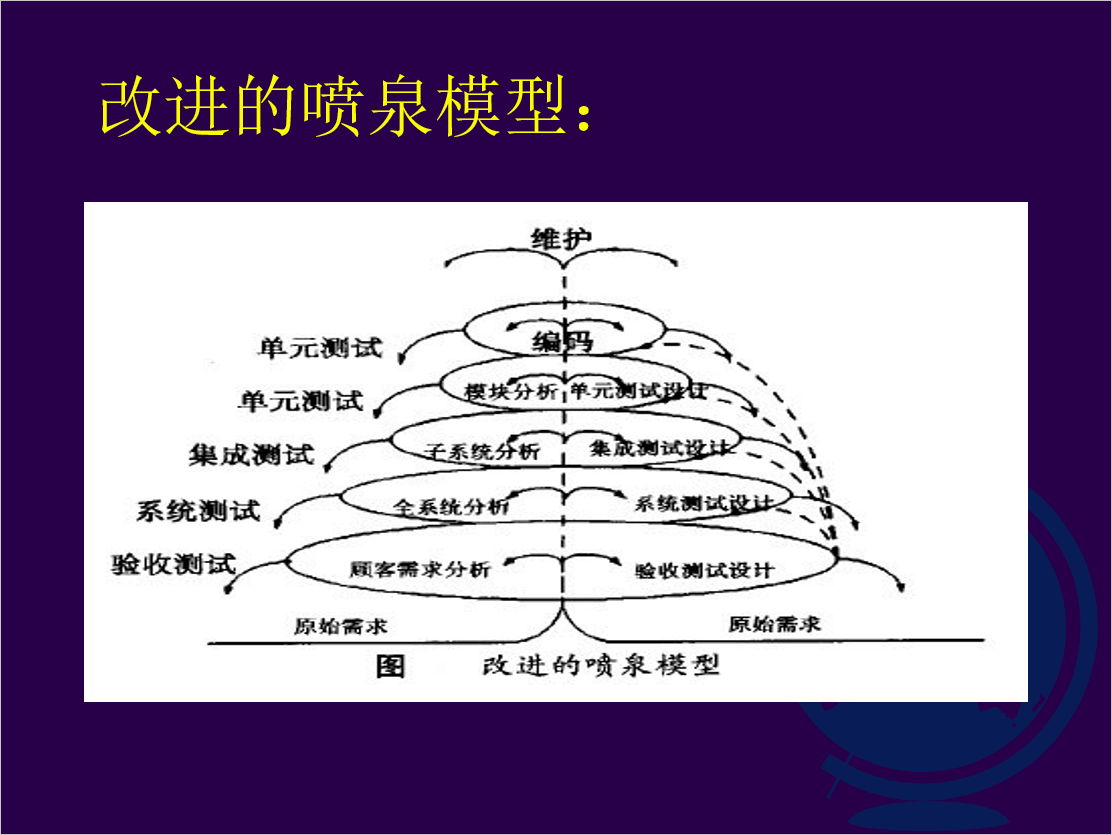 改进的喷泉模型：
维护
单元测试
编码
单元测试
模块分析 单元测试设计
集成测试
子系统分析 集成测试设计
系统测试
全系统分析 系统测试设计
验收测试
顾客需求分析 验收测试设计
原始需求 原始需求
图 改进的喷泉模型